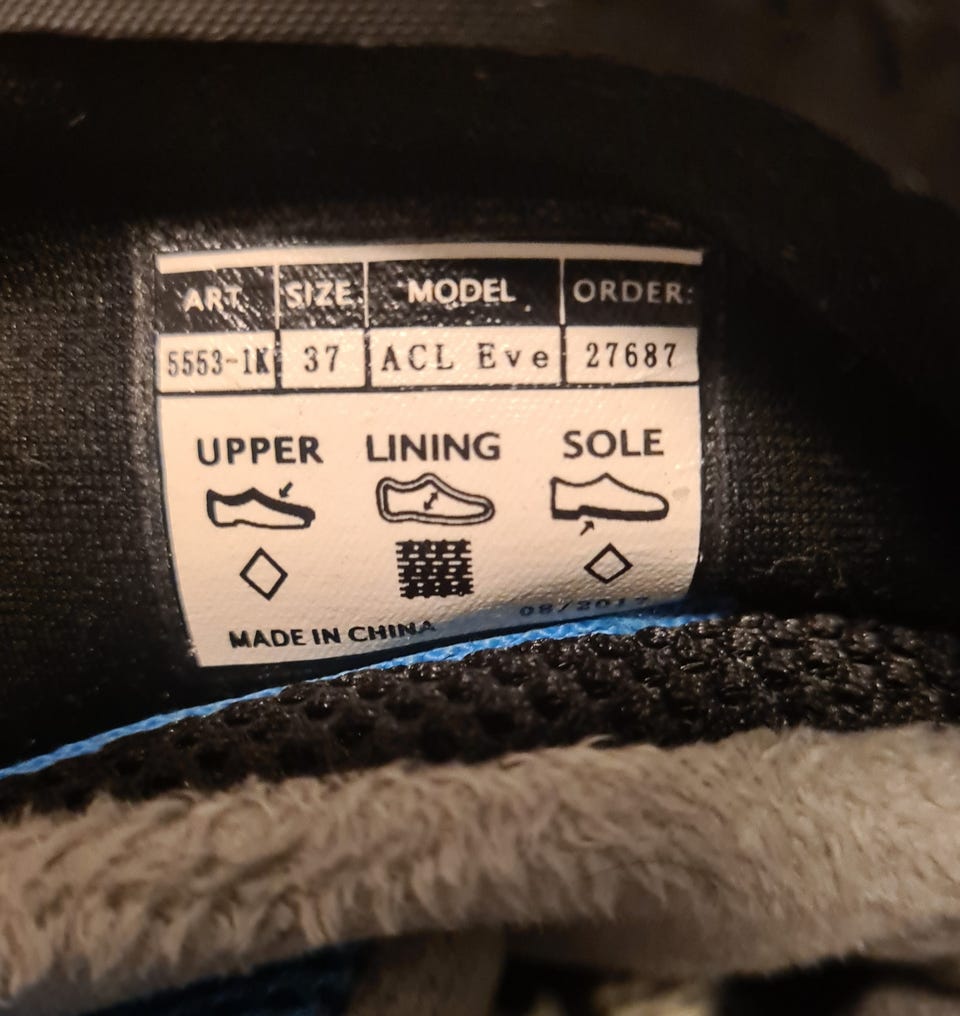 ART. SIZE. MODEL ORDER:
5553-1K 37 ACL Eve 27687
UPPER LINING SOLE
MADE IN CHINA